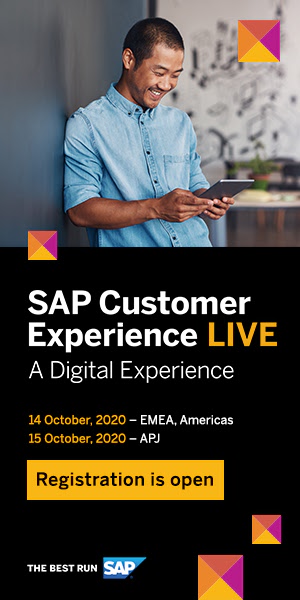 SAP Customer
Experience LIVE
A Digital Experience
14 October, 2020 – EMEA, Americas
15 October, 2020 – APJ
Registration is open
THE BEST RUN SAP